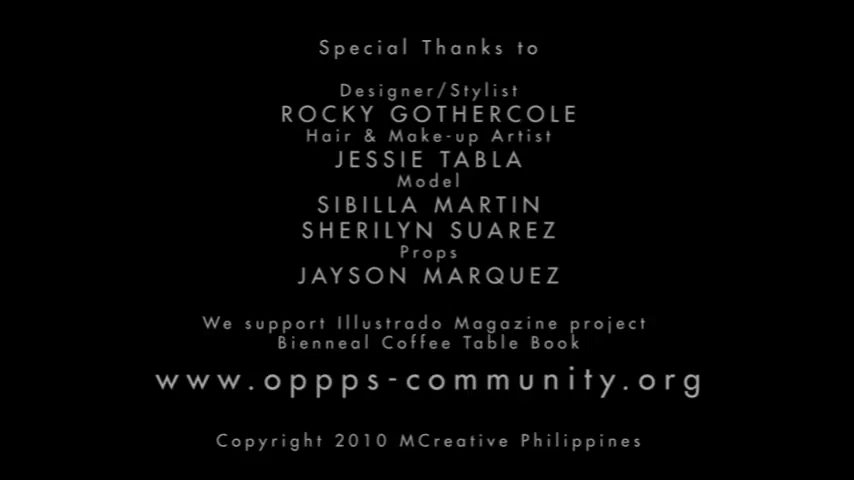 Special Thanks to
Designer/Stylist
ROCKY GOTHERCOLE
Hair & Make-up Artist
JESSIE TABLA
Model
SIBILLA MARTIN
SHERILYN SUAREZ
Props
JAYSON MARQUEZ
We support Illustrado Magazine project
Bienneal Coffee Table Book
www.oppps-community.org
Copyright 2010 MCreative Philippines